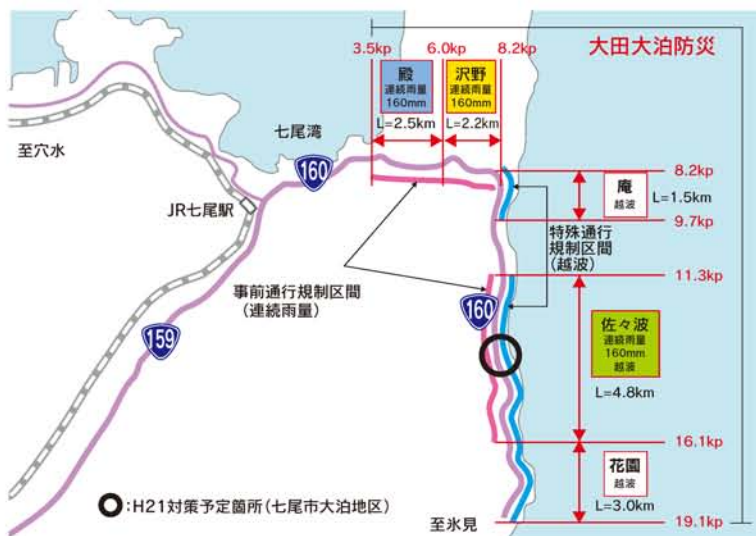 大田大泊防災
3.5kp
6.0kp
8.2kp
殿
連続雨量
160mm
沢野
連続雨量
160mm
L=2.5km
L=2.2km
七尾湾
至穴水
160
JR七尾駅
8.2kp
庵
越波
L=1.5km
9.7kp
特殊通行
規制区間
(越波)
11.3kp
事前通行規制区間
(連続雨量)
160
159
佐々波
連続雨量
160mm
越波
L=4.8km
16.1kp
花園
越波
L=3.0km
19.1kp
:H21対策予定箇所(七尾市大泊地区)
至氷見